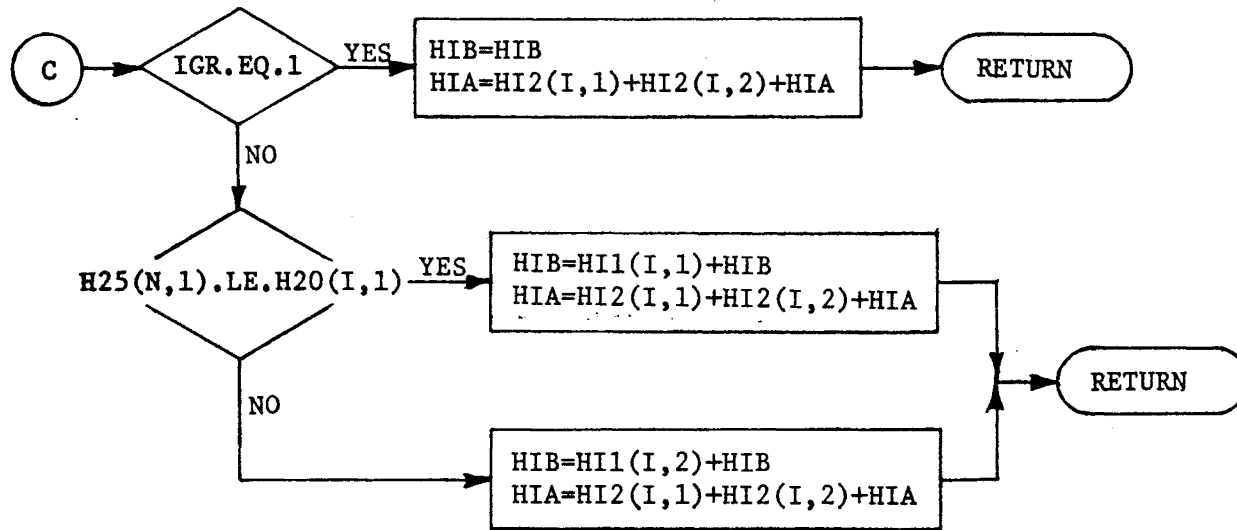 C
IGR.EQ.1
YES
HIB=HIB
HIA=HI2(I,1)+HI2(I,2)+HIA
RETURN
NO
H25(N,1).LE.H20(I,1)
YES
HIB=HI1(I,1)+HIB
HIA=HI2(I,1)+HI2(I,2)+HIA
RETURN
NO
HIB=HI1(I,2)+HIB
HIA=HI2(I,1)+HI2(I,2)+HIA